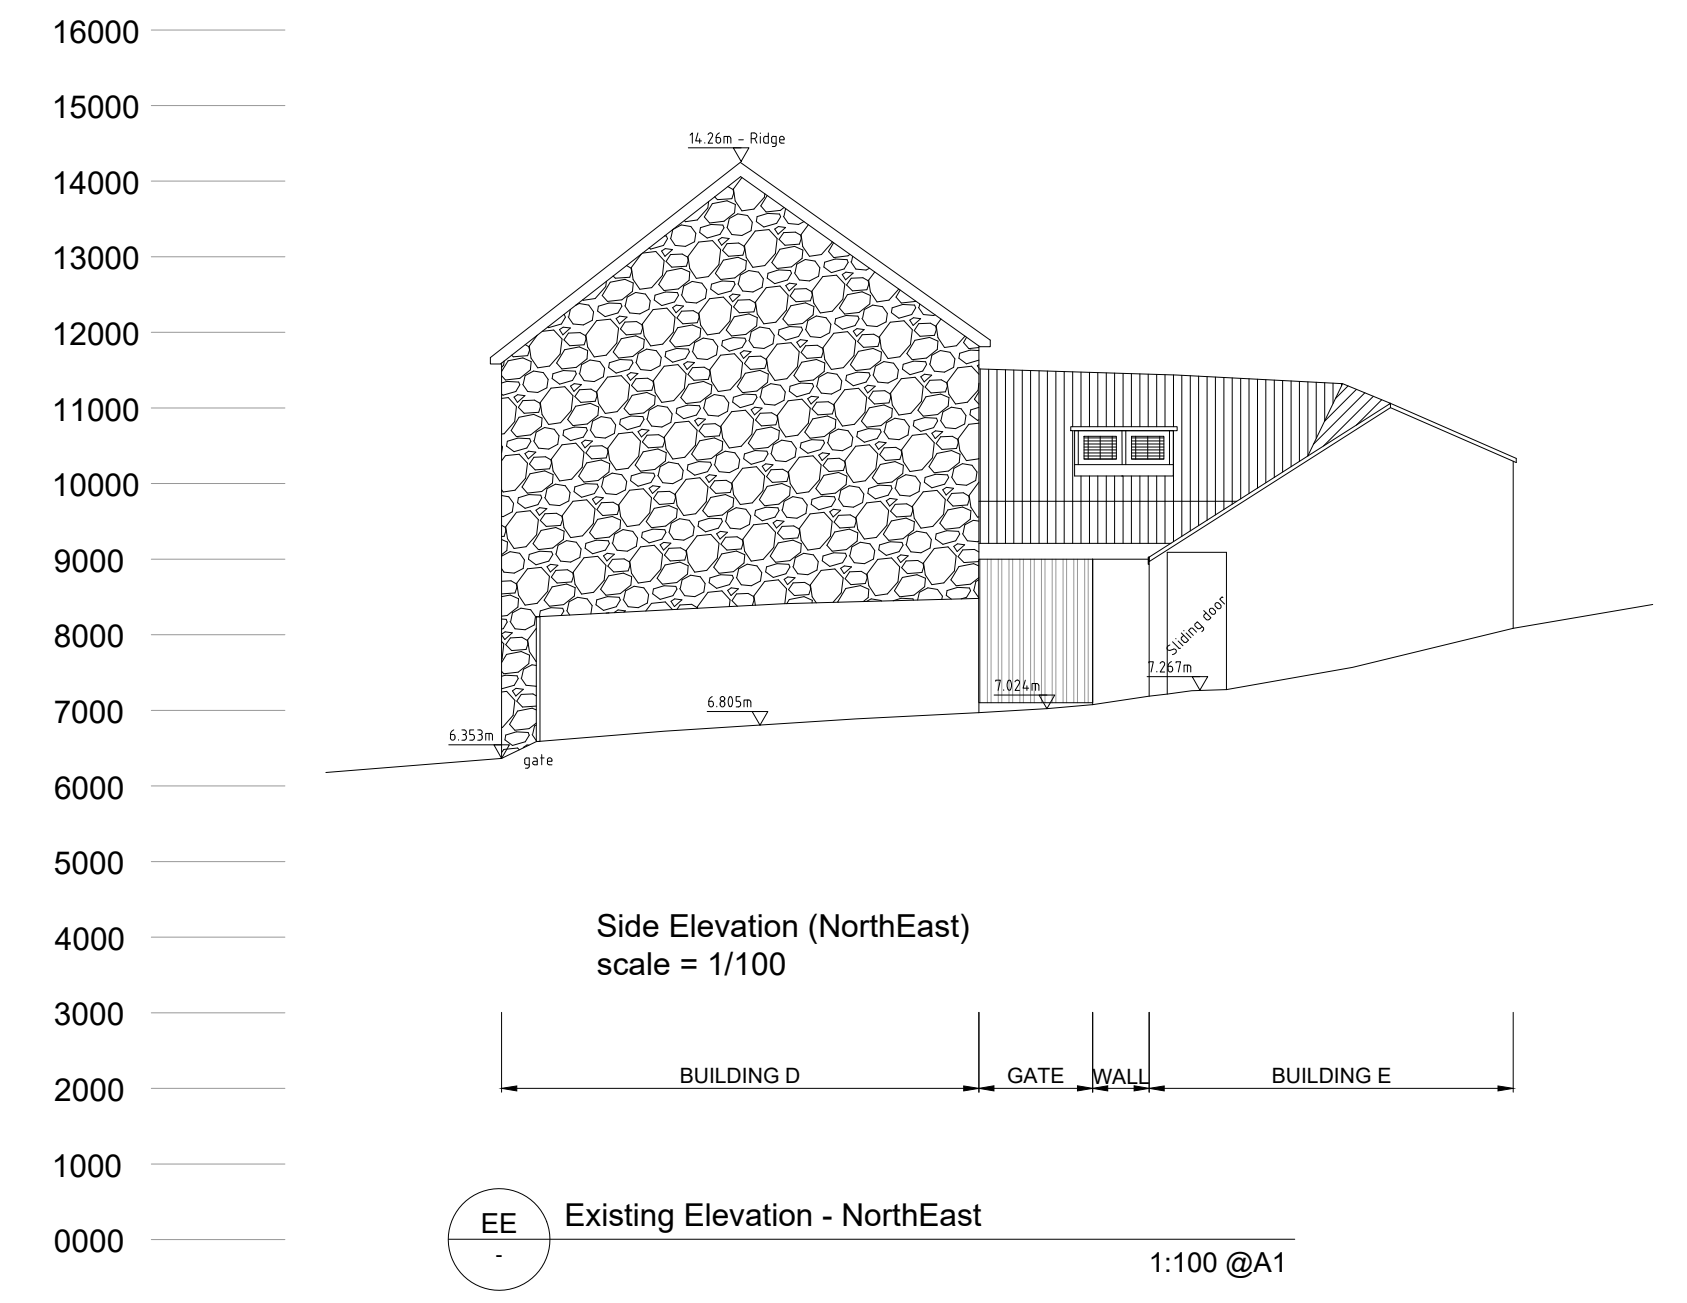 16000
15000
14.26m - Ridge
14000
13000
12000
11000
10000
9000
8000
Sliding door
7.267m
7.024m
7000
6.805m
6.353m
gate
6000
5000
4000
Side Elevation (NorthEast)
scale = 1/100
3000
2000
BUILDING D
GATE
WALL
BUILDING E
1000
0000
EE
-
Existing Elevation - NorthEast
1:100 @A1